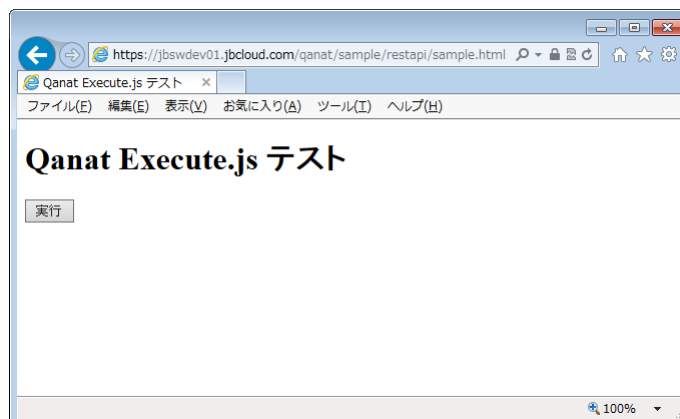 https://jbswdev01.jbcloud.com/qanat/sample/restapi/sample.html
Qanat Execute.js テスト
ファイル(F) 編集(E) 表示(V) お気に入り(A) ツール(T) ヘルプ(H)
Qanat Execute.js テスト
実行
100%